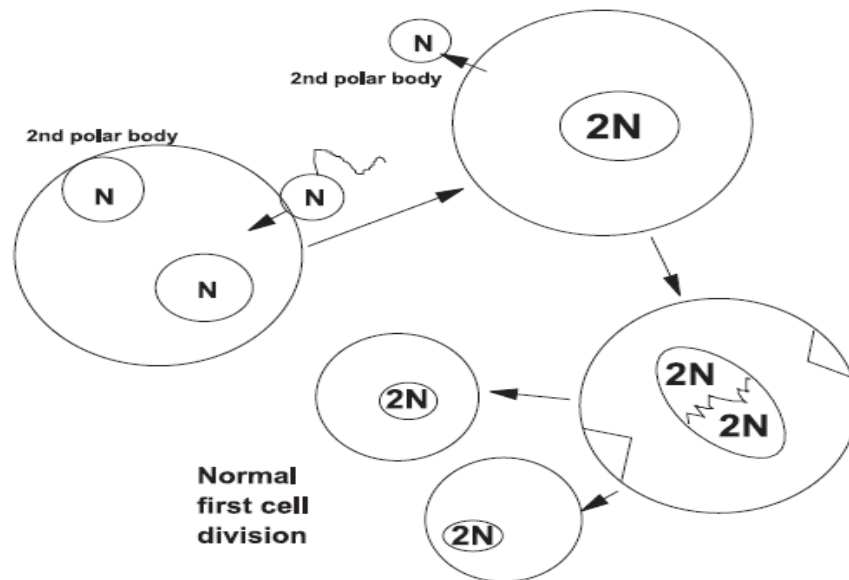 N
2nd polar body
2N
2nd polar body
N
N
N
2N
2N
2N
2N
Normal
first cell
division